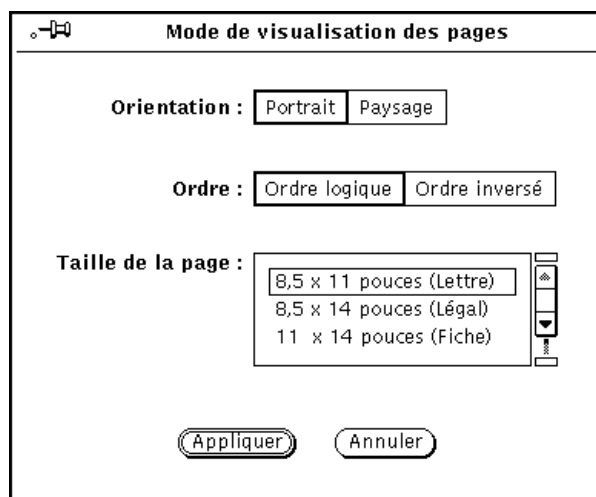 Mode de visualisation des pages
Orientation : Portrait Paysage
Ordre : Ordre logique Ordre inversé
Taille de la page :
8,5 x 11 pouces (Lettre)
8,5 x 14 pouces (Légal)
11 x 14 pouces (Fiche)
Appliquer Annuler